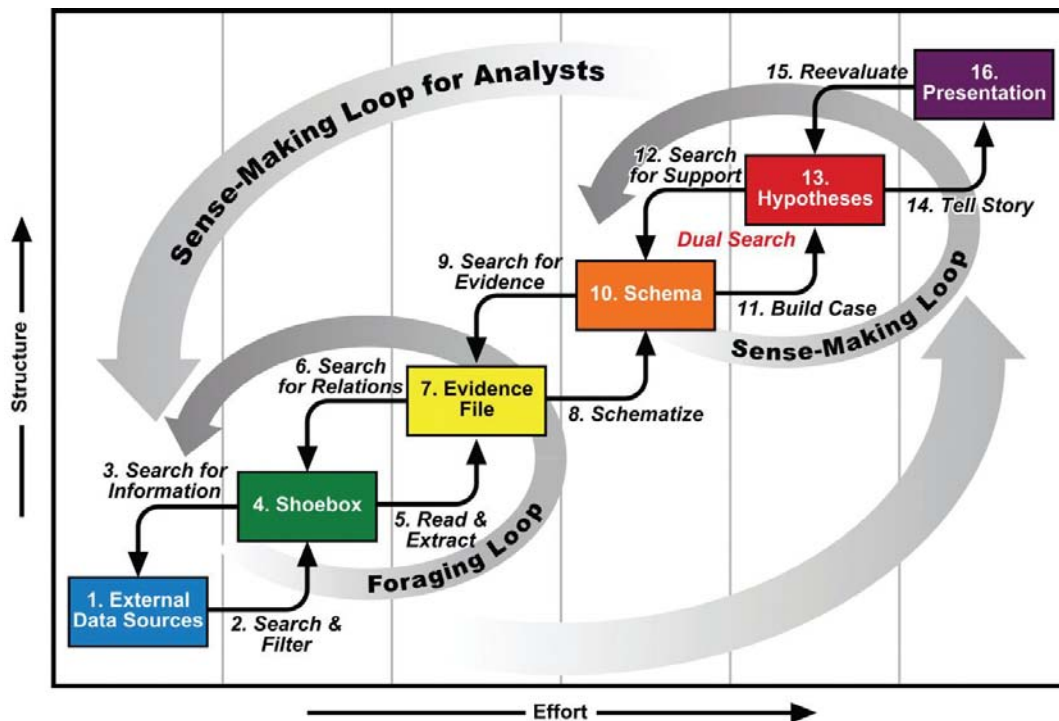 Sense-Making Loop for Analysts
15. Reevaluate
16.
Presentation
12. Search
for Support
13.
Hypotheses
14. Tell Story
Dual Search
9. Search for
Evidence
10. Schema
11. Build Case
Sense-Making Loop
6. Search
for Relations
7. Evidence
File
8. Schematize
3. Search for
Information
4. Shoebox
5. Read &
Extract
Foraging Loop
1. External
Data Sources
2. Search &
Filter
Structure
Effort